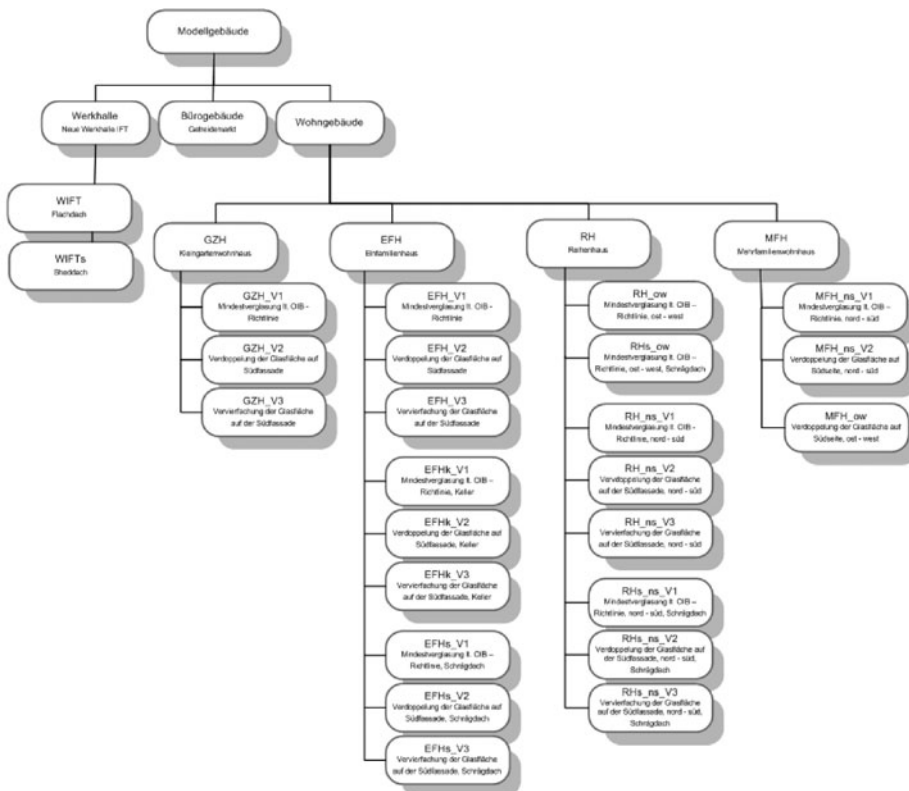 Modellgebäude
Werkhalle
Neue Werkhalle IFT
Bürogebäude
Getreidemarkt
Wohngebäude
WIFT
Flachdach
WIFTs
Sheddach
GZH
Kleingartenwohnhaus
GZH_V1
Mindestverglasung lt. OIB –
Richtlinie
GZH_V2
Verdoppelung der Glasfläche auf
Südfassade
GZH_V3
Vervierfachung der Glasfläche
auf der Südfassade
EFH
Einfamilienhaus
EFH_V1
Mindestverglasung lt. OIB –
Richtlinie
EFH_V2
Verdoppelung der Glasfläche auf
Südfassade
EFH_V3
Vervierfachung der Glasfläche
auf der Südfassade
EFHk_V1
Mindestverglasung lt. OIB –
Richtlinie, Keller
EFHk_V2
Verdoppelung der Glasfläche auf
Südfassade, Keller
EFHk_V3
Vervierfachung der Glasfläche
auf der Südfassade, Keller
EFHs_V1
Mindestverglasung lt. OIB –
Richtlinie, Schrägdach
EFHs_V2
Verdoppelung der Glasfläche auf
Südfassade, Schrägdach
EFHs_V3
Vervierfachung der Glasfläche
auf der Südfassade, Schrägdach
RH
Reihenhaus
RH_ow
Mindestverglasung lt. OIB –
Richtlinie, ost - west
RHs_ow
Mindestverglasung lt. OIB –
Richtlinie, ost - west, Schrägdach
RH_ns_V1
Mindestverglasung lt. OIB -
Richtlinie, nord - süd
RH_ns_V2
Verdoppelung der Glasfläche
auf der Südfassade, nord - süd
RH_ns_V3
Vervierfachung der Glasfläche
auf der Südfassade, nord - süd
RHs_ns_V1
Mindestverglasung lt. OIB –
Richtlinie, nord - süd, Schrägdach
RHs_ns_V2
Verdoppelung der Glasfläche auf
der Südfassade, nord - süd,
Schrägdach
RHs_ns_V3
Vervierfachung der Glasfläche
auf der Südfassade, nord - süd,
Schrägdach
MFH
Mehrfamilienwohnhaus
MFH_ns_V1
Mindestverglasung lt. OIB –
Richtlinie, nord - süd
MFH_ns_V2
Verdoppelung der Glasfläche auf
Südseite, nord - süd
MFH_ow
Verdoppelung der Glasfläche auf
Südseite, ost - west